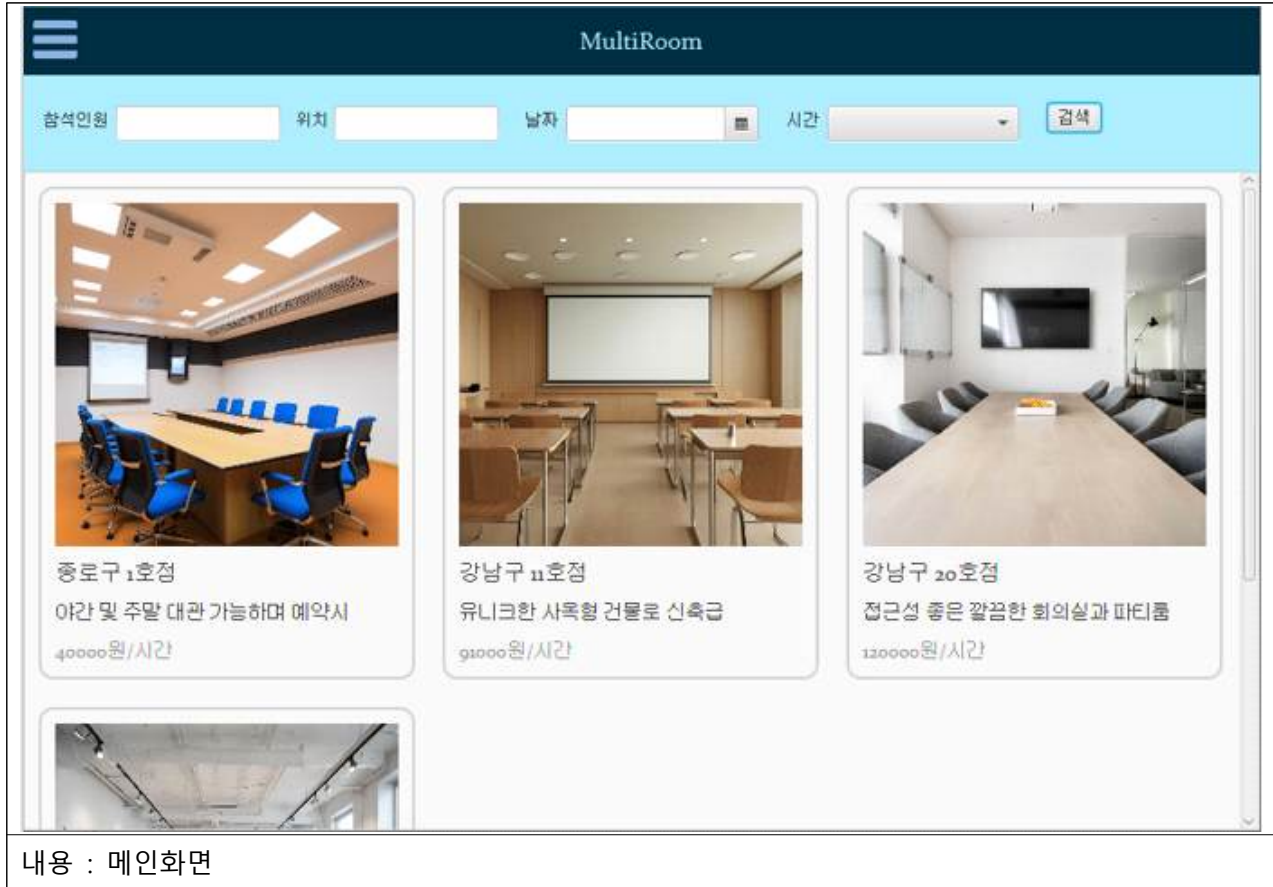 MultiRoom
참석인원 위치 날짜 시간 검색
종로구 1호점 강남구 11호점 강남구 20호점
야간 및 주말 대관 가능하며 예약시 유니크한 사옥형 건물로 신축급 접근성 좋은 깔끔한 회의실과 파티룸
40000원/시간 91000원/시간 120000원/시간
내용 : 메인화면